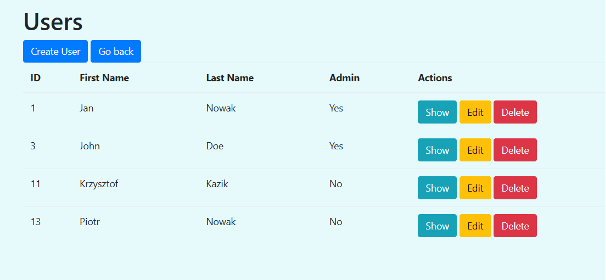 Users
Create User Go back
ID First Name Last Name Admin Actions
1 Jan Nowak Yes Show Edit Delete
3 John Doe Yes Show Edit Delete
11 Krzysztof Kazik No Show Edit Delete
13 Piotr Nowak No Show Edit Delete